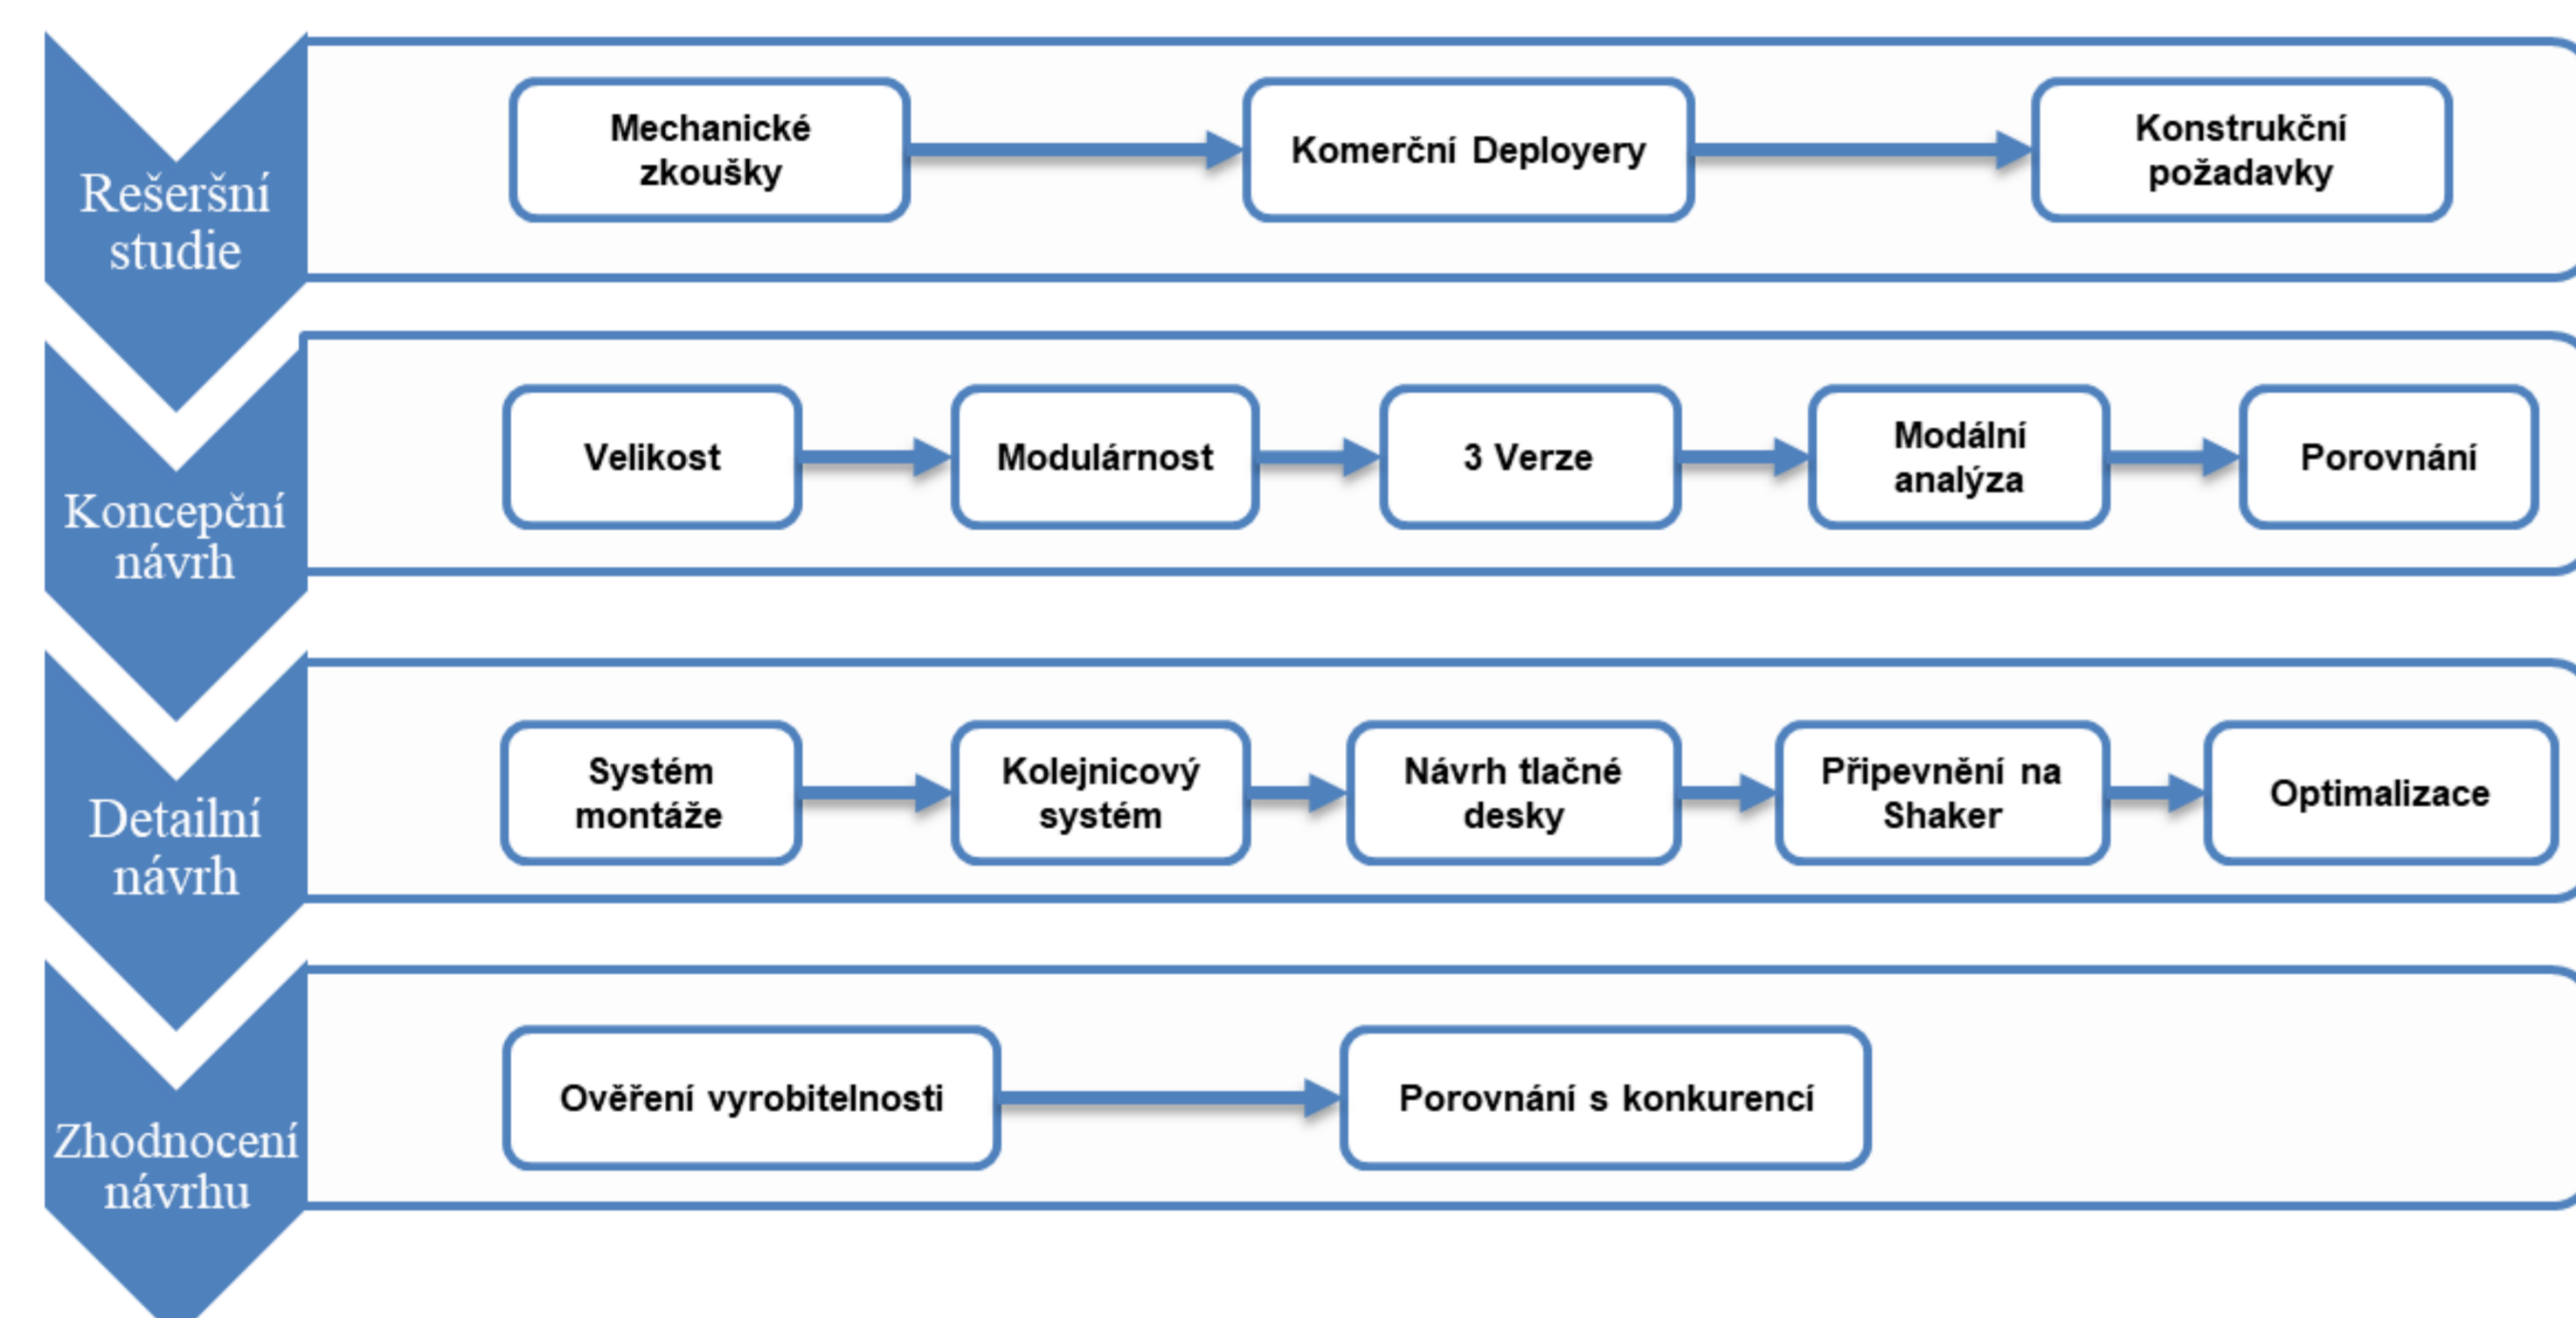 Rešeršní
studie
Mechanické
zkoušky
Komerční Deployery
Konstrukční
požadavky
Koncepční
návrh
Velikost
Modulárnost
3 Verze
Modální
analýza
Porovnání
Detailní
návrh
Systém
montáže
Kolejnicový
systém
Návrh tlačné
desky
Připevnění na
Shaker
Optimalizace
Zhodnocení
návrhu
Ověření vyrobitelnosti
Porovnání s konkurencí